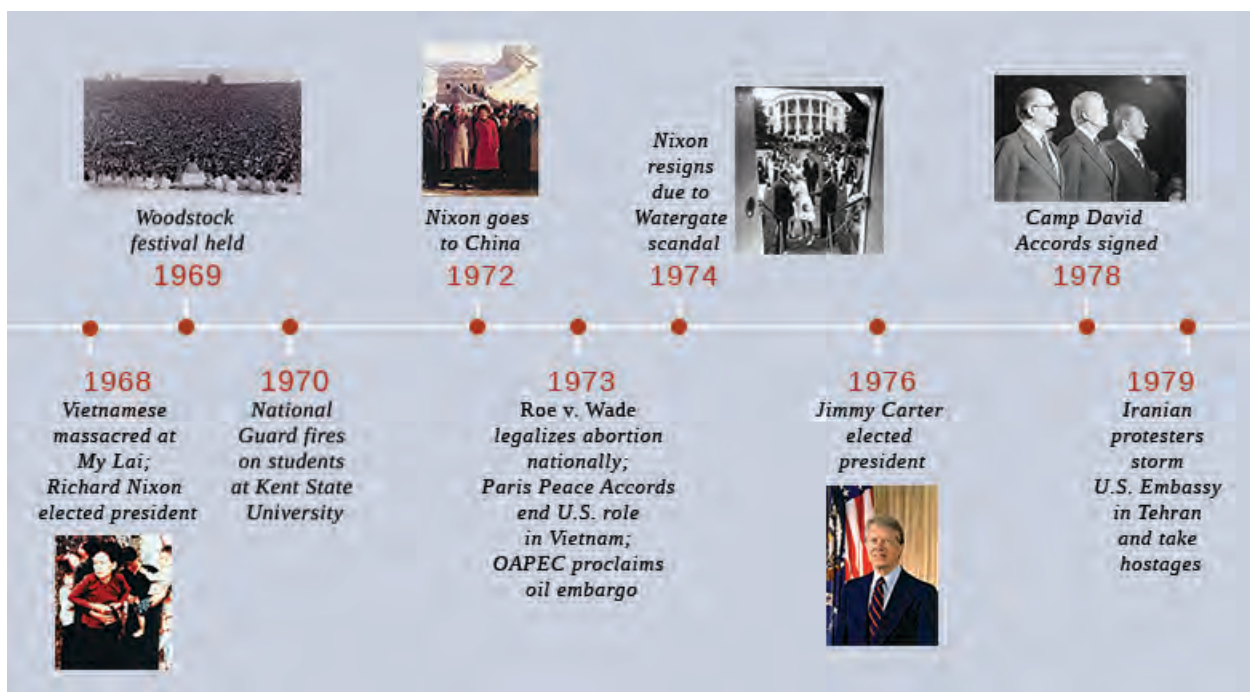 Woodstock
festival held
1969
Nixon goes
to China
1972
Nixon
resigns
due to
Watergate
scandal
1974
Camp David
Accords signed
1978
1968
Vietnamese
massacred at
My Lai;
Richard Nixon
elected president
1970
National
Guard fires
on students
at Kent State
University
1973
Roe v. Wade
legalizes abortion
nationally;
Paris Peace Accords
end U.S. role
in Vietnam;
OAPEC proclaims
oil embargo
1976
Jimmy Carter
elected
president
1979
Iranian
protesters
storm
U.S. Embassy
in Tehran
and take
hostages